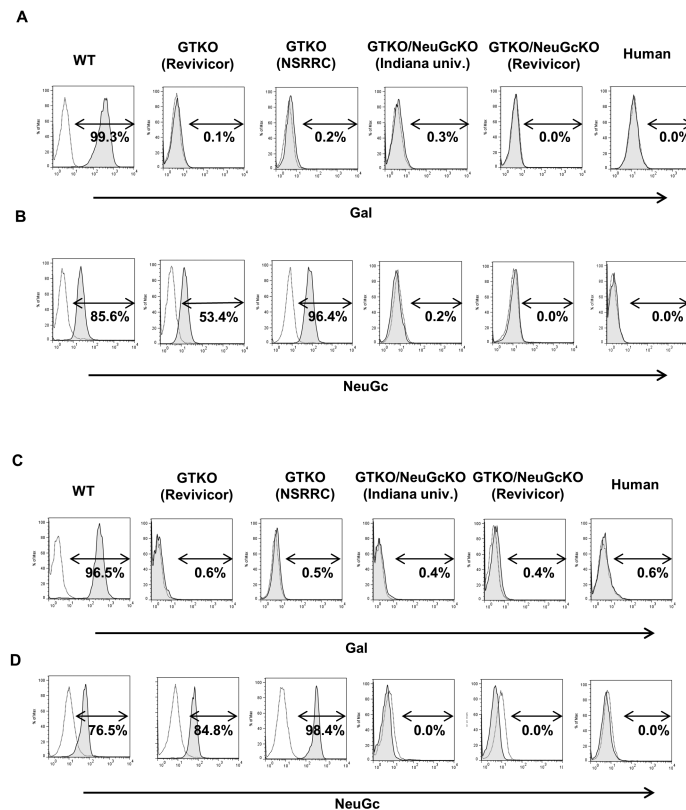 A
WT
GTKO
(Revivicor)
GTKO
(NSRRC)
GTKO/NeuGcKO
(Indiana univ.)
GTKO/NeuGcKO
(Revivicor)
Human
99.3%
0.1%
0.2%
0.3%
0.0%
0.0%
Gal
B
85.6%
53.4%
96.4%
0.2%
0.0%
0.0%
NeuGc
C
WT
GTKO
(Revivicor)
GTKO
(NSRRC)
GTKO/NeuGcKO
(Indiana univ.)
GTKO/NeuGcKO
(Revivicor)
Human
96.5%
0.6%
0.5%
0.4%
0.4%
0.6%
Gal
D
76.5%
84.8%
98.4%
0.0%
0.0%
0.0%
NeuGc